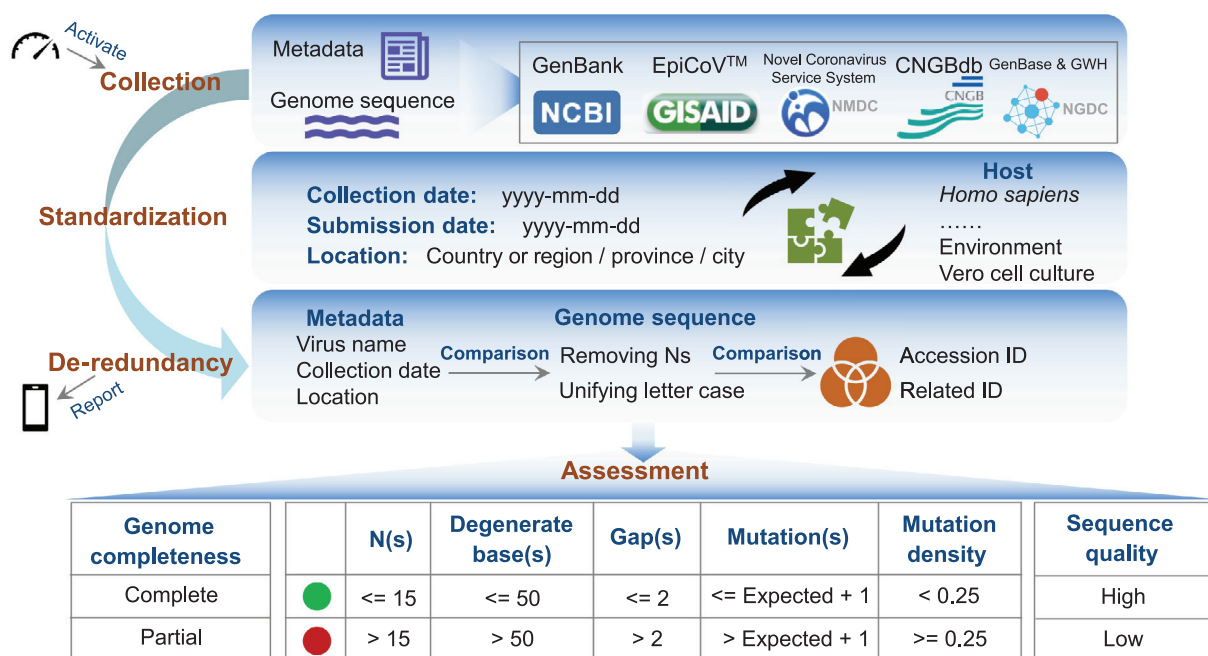 Activate
Collection
Metadata
Genome sequence
GenBank
NCBI
EpiCoV™
GISAID
Novel Coronavirus
Service System
NMDC
CNGBdb
CNGB
GenBase & GWH
NGDC
Standardization
Collection date: yyyy-mm-dd
Submission date: yyyy-mm-dd
Location: Country or region / province / city
Host
Homo sapiens
......
Environment
Vero cell culture
De-redundancy
Report
Metadata
Virus name
Collection date
Location
Comparison
Genome sequence
Removing Ns
Unifying letter case
Comparison
Accession ID
Related ID
Assessment
Genome
completeness
N(s)
Degenerate
base(s)
Gap(s)
Mutation(s)
Mutation
density
Sequence
quality
Complete
<= 15
<= 50
<= 2
<= Expected + 1
< 0.25
High
Partial
> 15
> 50
> 2
> Expected + 1
>= 0.25
Low